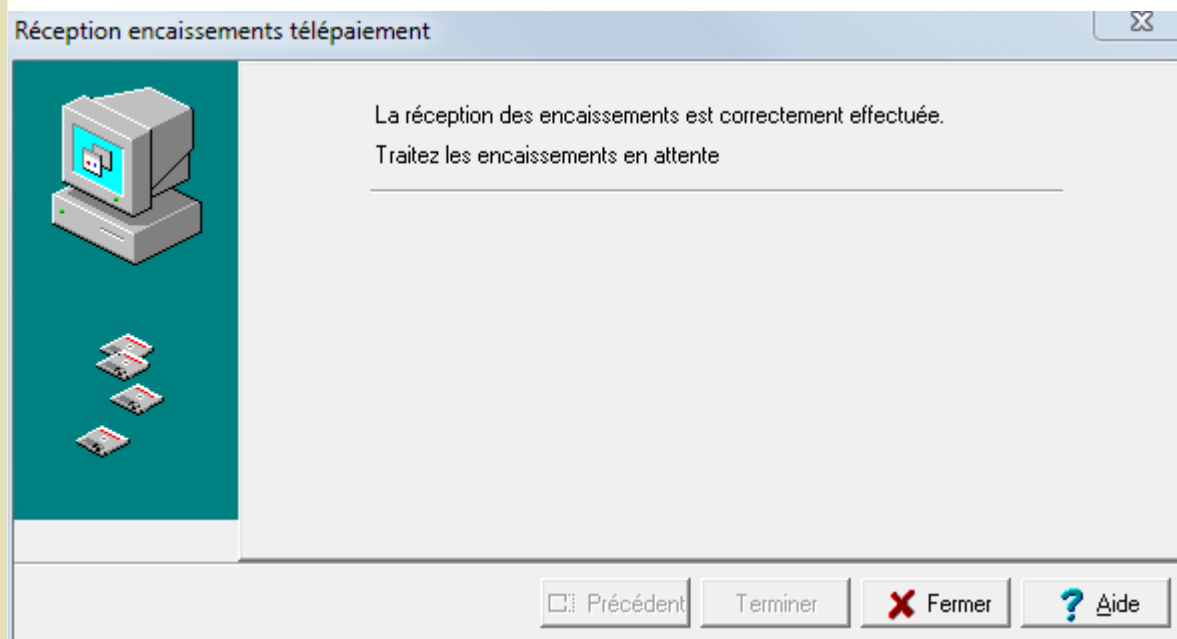 Réception encaissements télépaiement
La réception des encaissements est correctement effectuée.
Traitez les encaissements en attente
Précédent
Terminer
Fermer
Aide